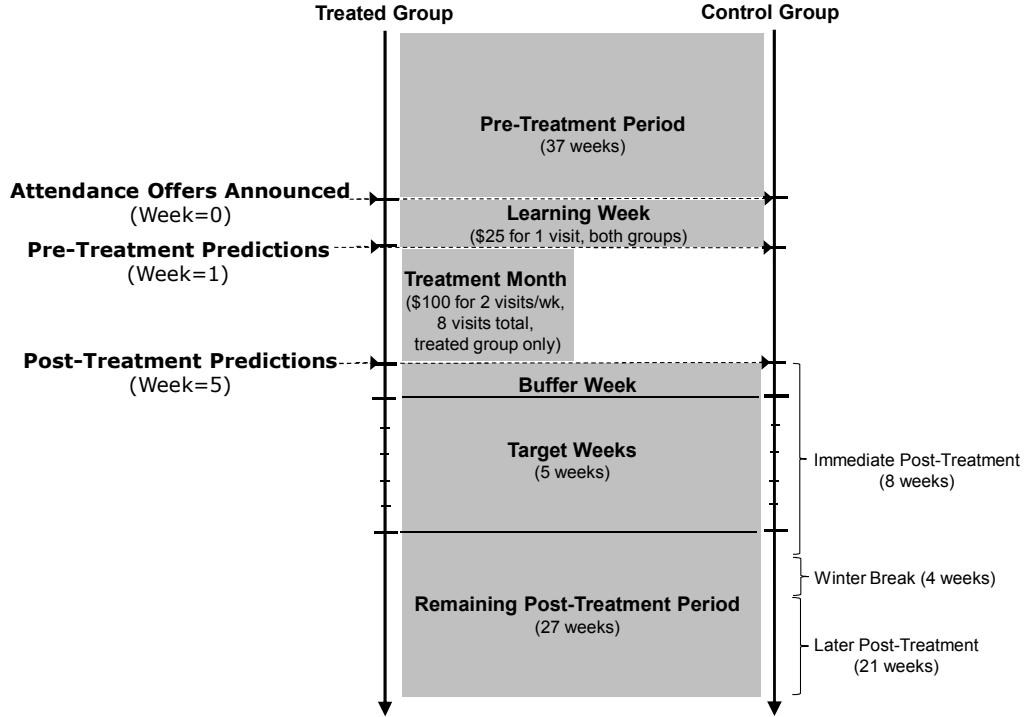 Treated Group
Control Group
Pre-Treatment Period
(37 weeks)
Attendance Offers Announced
(Week=0)
Learning Week
($25 for 1 visit, both groups)
Pre-Treatment Predictions
(Week=1)
Treatment Month
($100 for 2 visits/wk,
8 visits total,
treated group only)
Post-Treatment Predictions
(Week=5)
Buffer Week
Target Weeks
(5 weeks)
Immediate Post-Treatment
(8 weeks)
Winter Break (4 weeks)
Remaining Post-Treatment Period
(27 weeks)
Later Post-Treatment
(21 weeks)